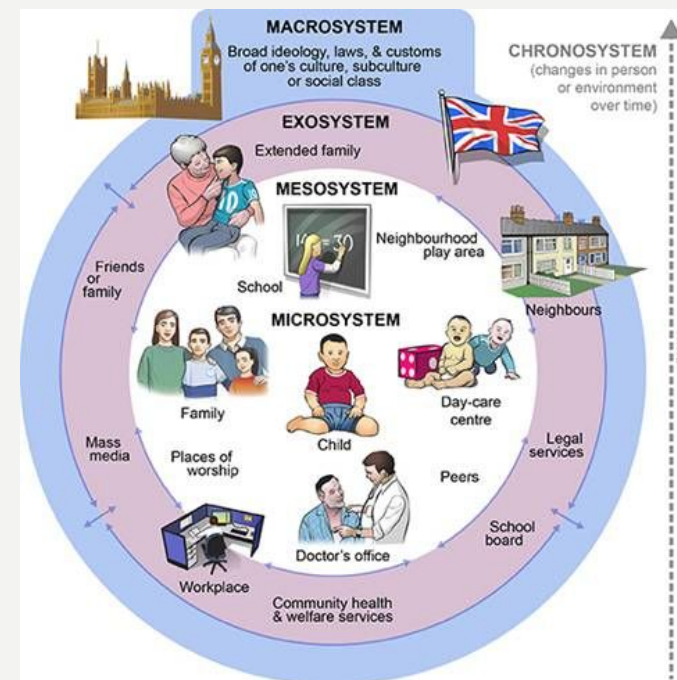 MACROSYSTEM
Broad ideology, laws, & customs
of one's culture, subculture
or social class
CHRONOSYSTEM
(changes in person
or environment
over time)
EXOSYSTEM
Extended family
MESOSYSTEM
Neighbourhood
play area
School
Friends
or
family
Neighbours
MICROSYSTEM
Family
Child
Day-care
centre
Mass
media
Places of
worship
Peers
Legal
services
School
board
Doctor's office
Workplace
Community health
& welfare services